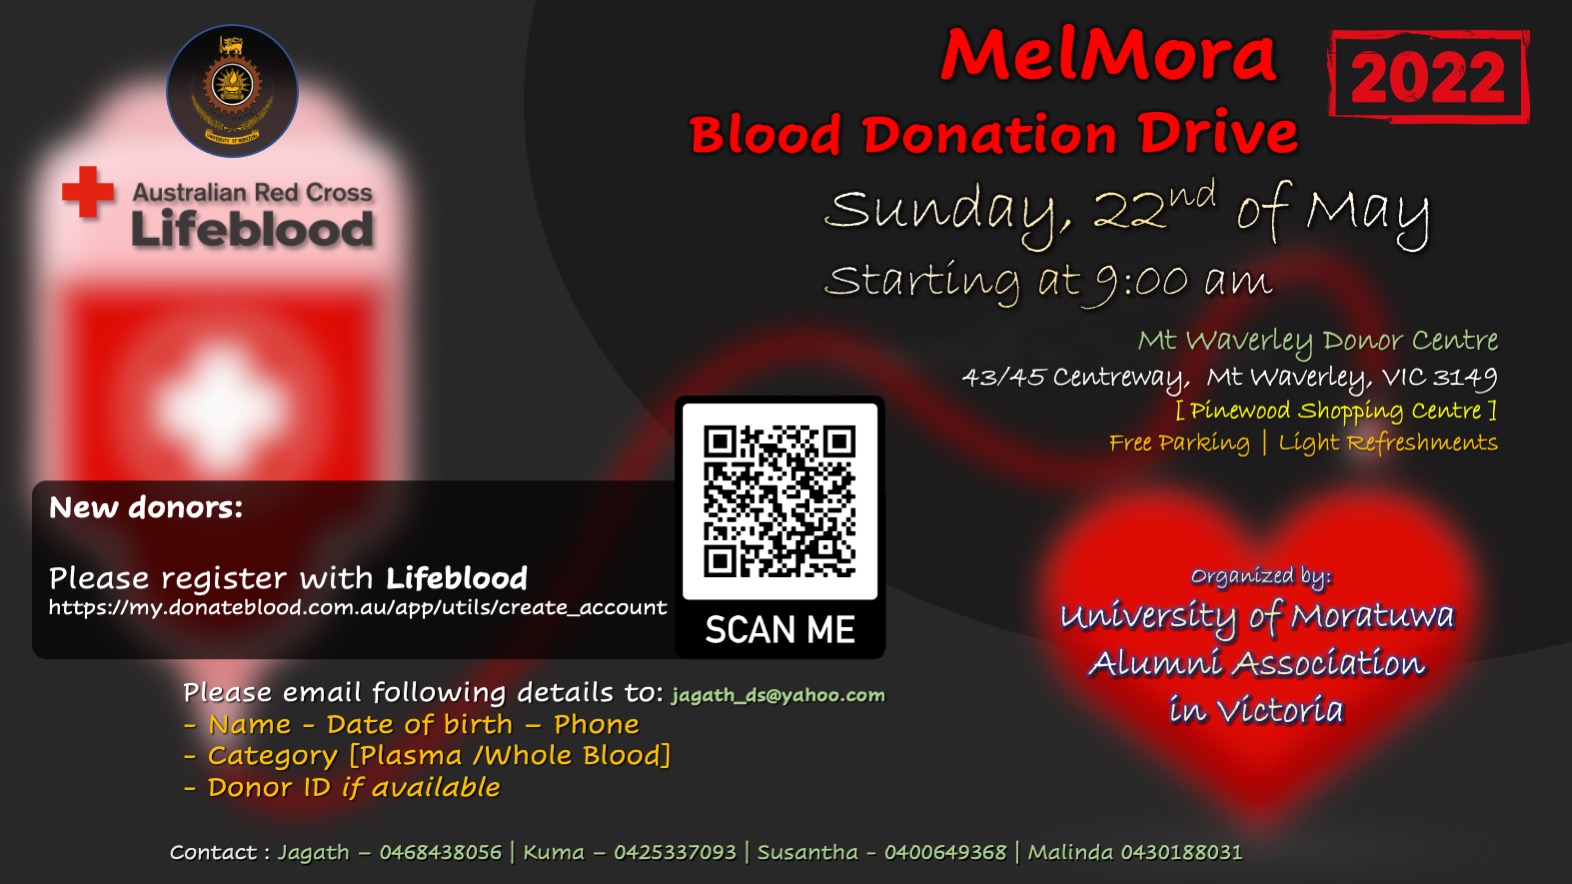 MelMora
2022
Blood Donation Drive
Sunday, 22nd of May
Starting at 9:00 am
UNIVERSITY OF MORATUWA
Australian Red Cross
Lifeblood
Mt Waverley Donor Centre
43/45 Centreway, Mt Waverley, VIC 3149
[ Pinewood Shopping Centre ]
Free Parking | Light Refreshments
New donors:
Please register with Lifeblood
https://my.donateblood.com.au/app/utils/create_account
SCAN ME
Please email following details to: jagath_ds@yahoo.com
- Name - Date of birth – Phone
- Category [Plasma /Whole Blood]
- Donor ID if available
Organized by:
University of Moratuwa
Alumni Association
in Victoria
Contact : Jagath – 0468438056 | Kuma – 0425337093 | Susantha - 0400649368 | Malinda 0430188031